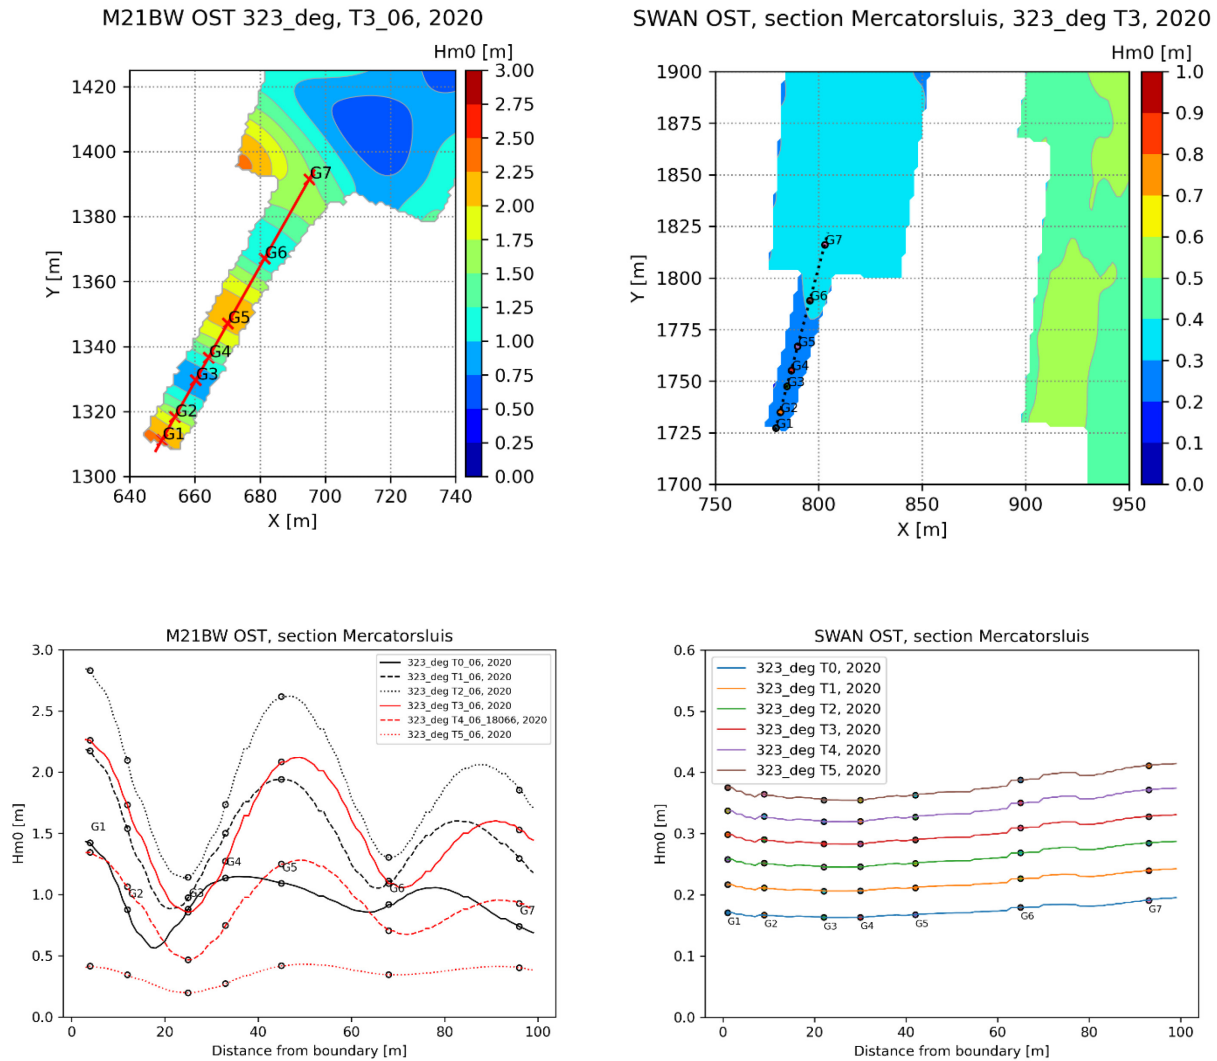 M21BW OST 323_deg, T3_06, 2020
Hm0 [m]
1420
1400
1380
1360
1340
1320
1300
640
660
680
700
720
740
Y [m]
X [m]
G7
G6
G5
G4
G3
G2
G1
3.00
2.75
2.50
2.25
2.00
1.75
1.50
1.25
1.00
0.75
0.50
0.25
0.00
SWAN OST, section Mercatorsluis, 323_deg T3, 2020
Hm0 [m]
1900
1875
1850
1825
1800
1775
1750
1725
1700
750
800
850
900
950
Y [m]
X [m]
G7
G6
G5
G4
G3
G2
G1
1.0
0.9
0.8
0.7
0.6
0.5
0.4
0.3
0.2
0.1
0.0
M21BW OST, section Mercatorsluis
3.0
2.5
2.0
1.5
1.0
0.5
0.0
Hm0 [m]
323_deg T0_06, 2020
323_deg T1_06, 2020
323_deg T2_06, 2020
323_deg T3_06, 2020
323_deg T4_06_18066, 2020
323_deg T5_06, 2020
G1
G2
G3
G4
G5
G6
G7
0
20
40
60
80
100
Distance from boundary [m]
SWAN OST, section Mercatorsluis
0.6
0.5
0.4
0.3
0.2
0.1
0.0
Hm0 [m]
323_deg T0, 2020
323_deg T1, 2020
323_deg T2, 2020
323_deg T3, 2020
323_deg T4, 2020
323_deg T5, 2020
G1
G2
G3
G4
G5
G6
G7
0
20
40
60
80
100
Distance from boundary [m]